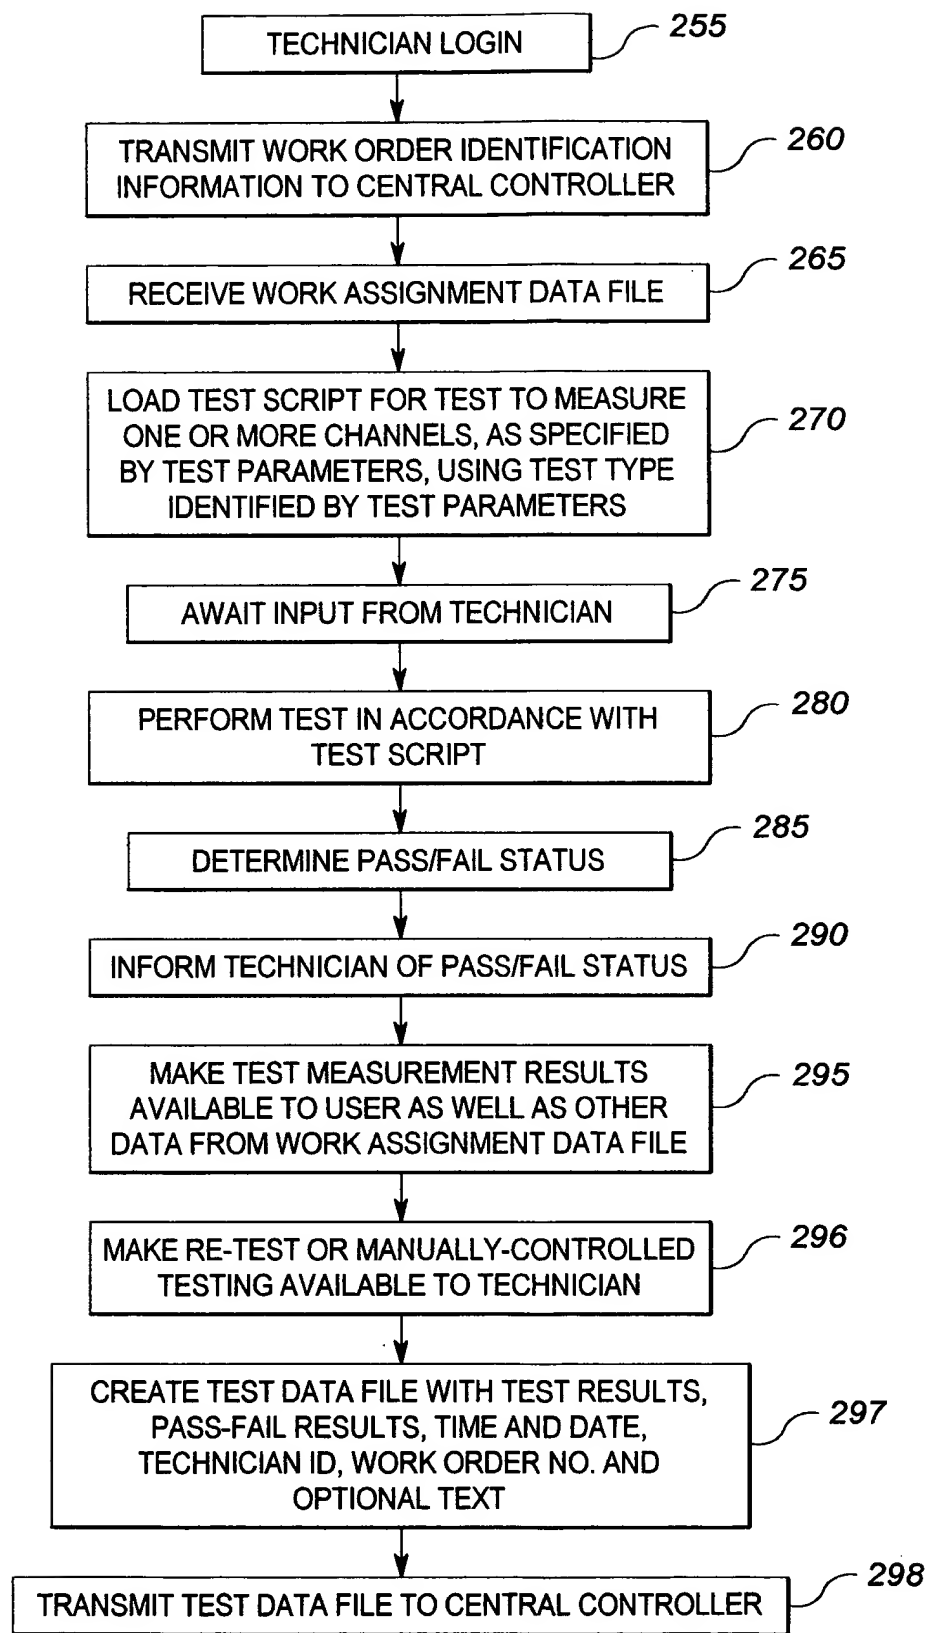 TECHNICIAN LOGIN
255
TRANSMIT WORK ORDER IDENTIFICATION
INFORMATION TO CENTRAL CONTROLLER
260
RECEIVE WORK ASSIGNMENT DATA FILE
265
LOAD TEST SCRIPT FOR TEST TO MEASURE
ONE OR MORE CHANNELS, AS SPECIFIED
BY TEST PARAMETERS, USING TEST TYPE
IDENTIFIED BY TEST PARAMETERS
270
AWAIT INPUT FROM TECHNICIAN
275
PERFORM TEST IN ACCORDANCE WITH
TEST SCRIPT
280
DETERMINE PASS/FAIL STATUS
285
INFORM TECHNICIAN OF PASS/FAIL STATUS
290
MAKE TEST MEASUREMENT RESULTS
AVAILABLE TO USER AS WELL AS OTHER
DATA FROM WORK ASSIGNMENT DATA FILE
295
MAKE RE-TEST OR MANUALLY-CONTROLLED
TESTING AVAILABLE TO TECHNICIAN
296
CREATE TEST DATA FILE WITH TEST RESULTS,
PASS-FAIL RESULTS, TIME AND DATE,
TECHNICIAN ID, WORK ORDER NO. AND
OPTIONAL TEXT
297
TRANSMIT TEST DATA FILE TO CENTRAL CONTROLLER
298